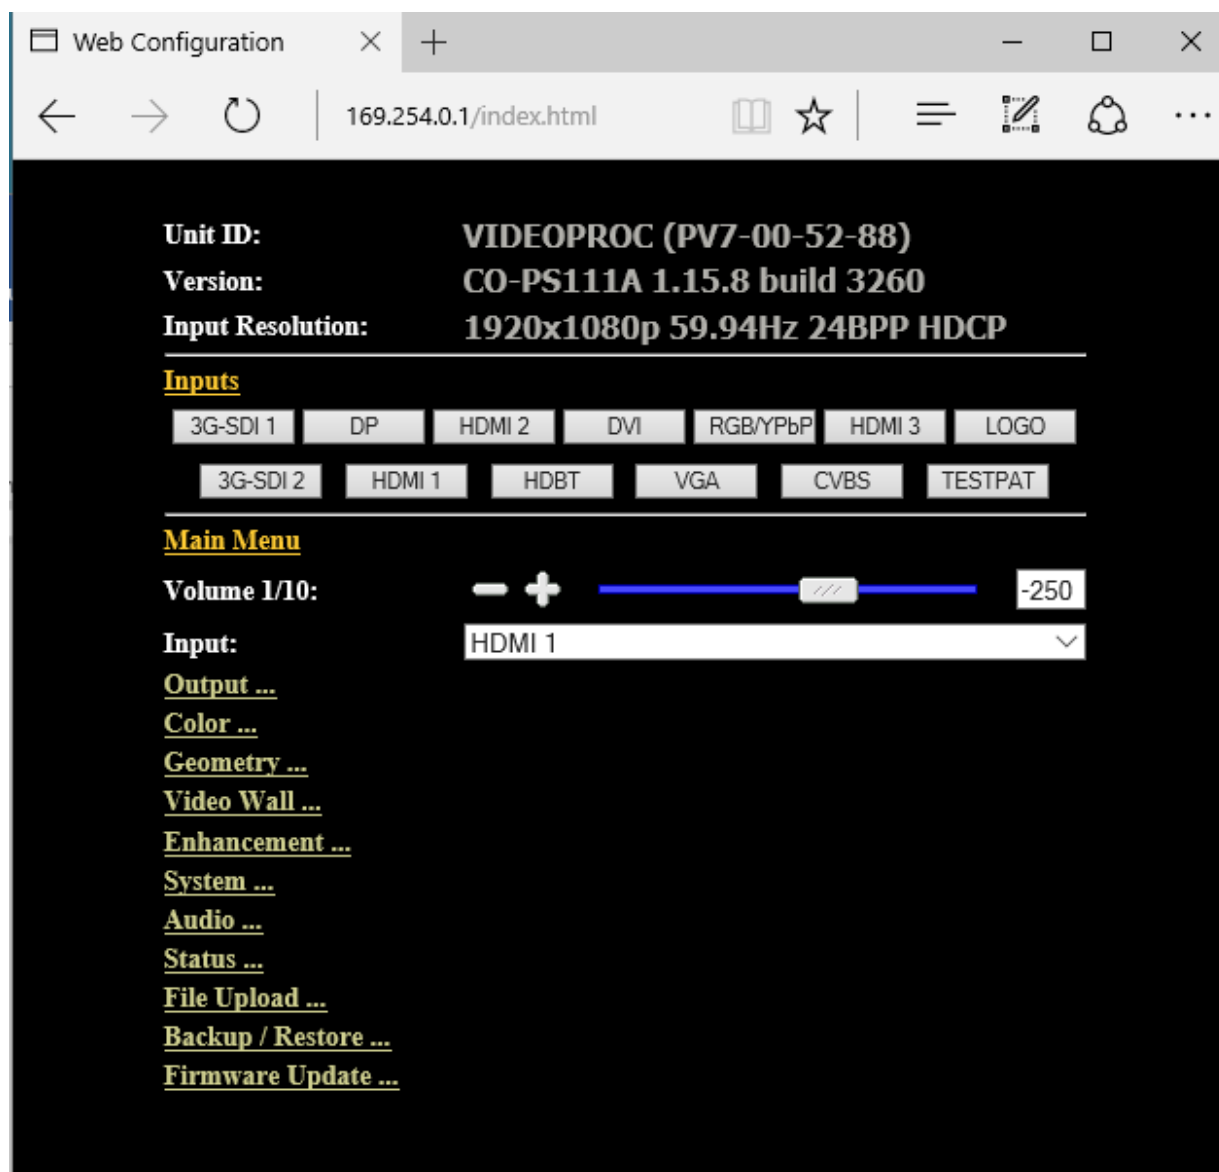 Web Configuration
169.254.0.1/index.html
Unit ID: VIDEOPROC (PV7-00-52-88)
Version: CO-PS111A 1.15.8 build 3260
Input Resolution: 1920x1080p 59.94Hz 24BPP HDCP
Inputs
3G-SDI 1 DP HDMI 2 DVI RGB/YPbP HDMI 3 LOGO
3G-SDI 2 HDMI 1 HDBT VGA CVBS TESTPAT
Main Menu
Volume 1/10: -250
Input: HDMI 1
Output ...
Color ...
Geometry ...
Video Wall ...
Enhancement ...
System ...
Audio ...
Status ...
File Upload ...
Backup / Restore ...
Firmware Update ...